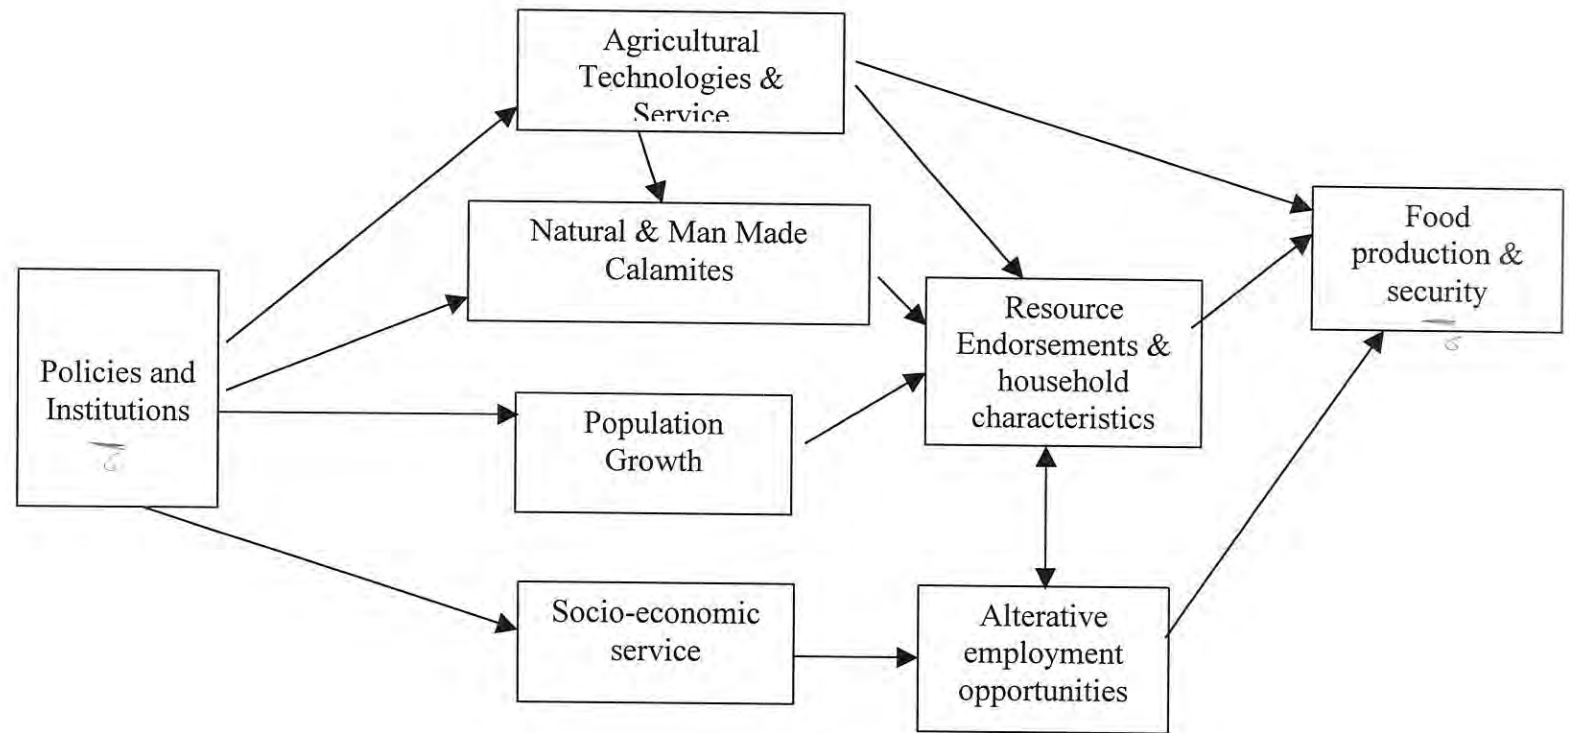 Agricultural
Technologies &
Service
Natural & Man Made
Calamites
Food
production &
security
Policies and
Institutions
Resource
Endorsements &
household
characteristics
Population
Growth
Socio-economic
service
Alterative
employment
opportunities